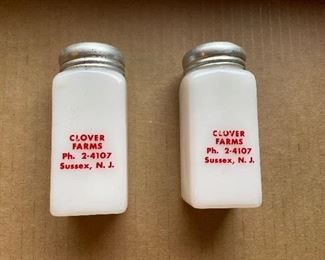 CLOVER
FARMS
Ph. 2-4107
Sussex, N. J.
CLOVER
FARMS
Ph. 2-4107
Sussex, N. J.